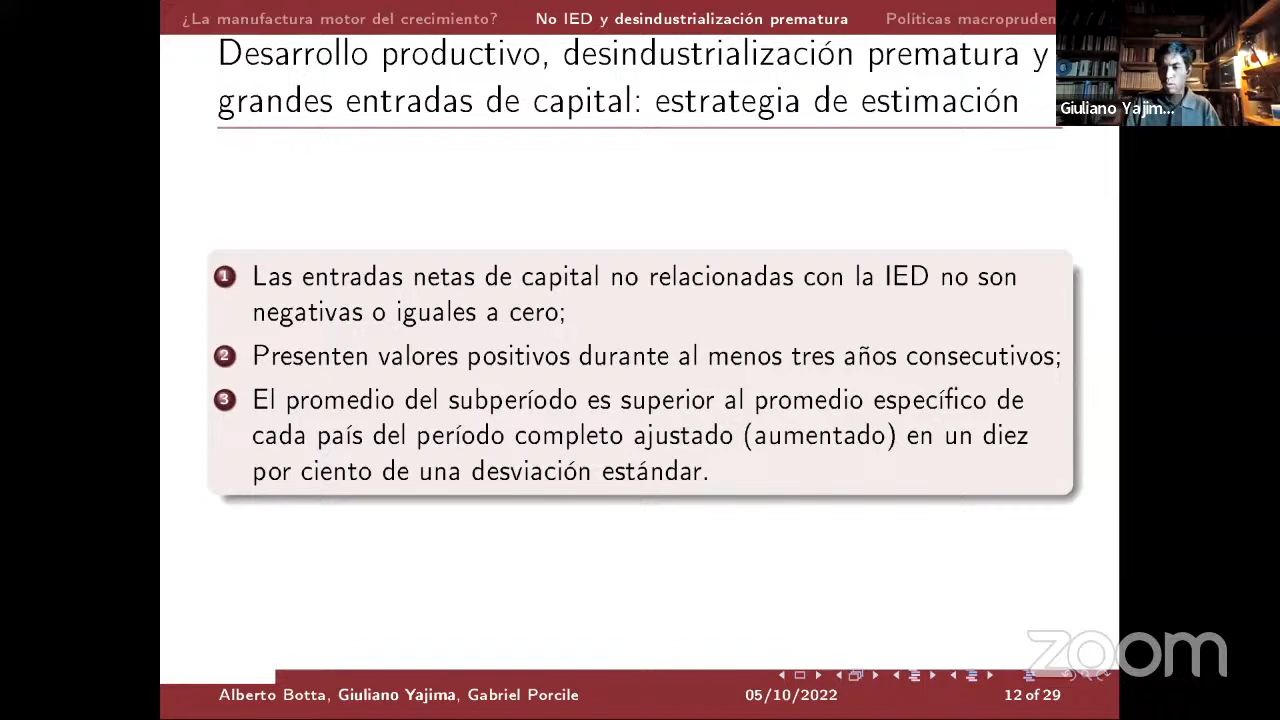 ¿La manufactura motor del crecimiento? No IED y desindustrialización prematura Políticas macropruden
Desarrollo productivo, desindustrialización prematura y
grandes entradas de capital: estrategia de estimación
Giuliano Yajim...
1 Las entradas netas de capital no relacionadas con la IED no son
negativas o iguales a cero;
2 Presenten valores positivos durante al menos tres años consecutivos;
3 El promedio del subperíodo es superior al promedio específico de
cada país del período completo ajustado (aumentado) en un diez
por ciento de una desviación estándar.
zoom
Alberto Botta, Giuliano Yajima, Gabriel Porcile 05/10/2022 12 of 29